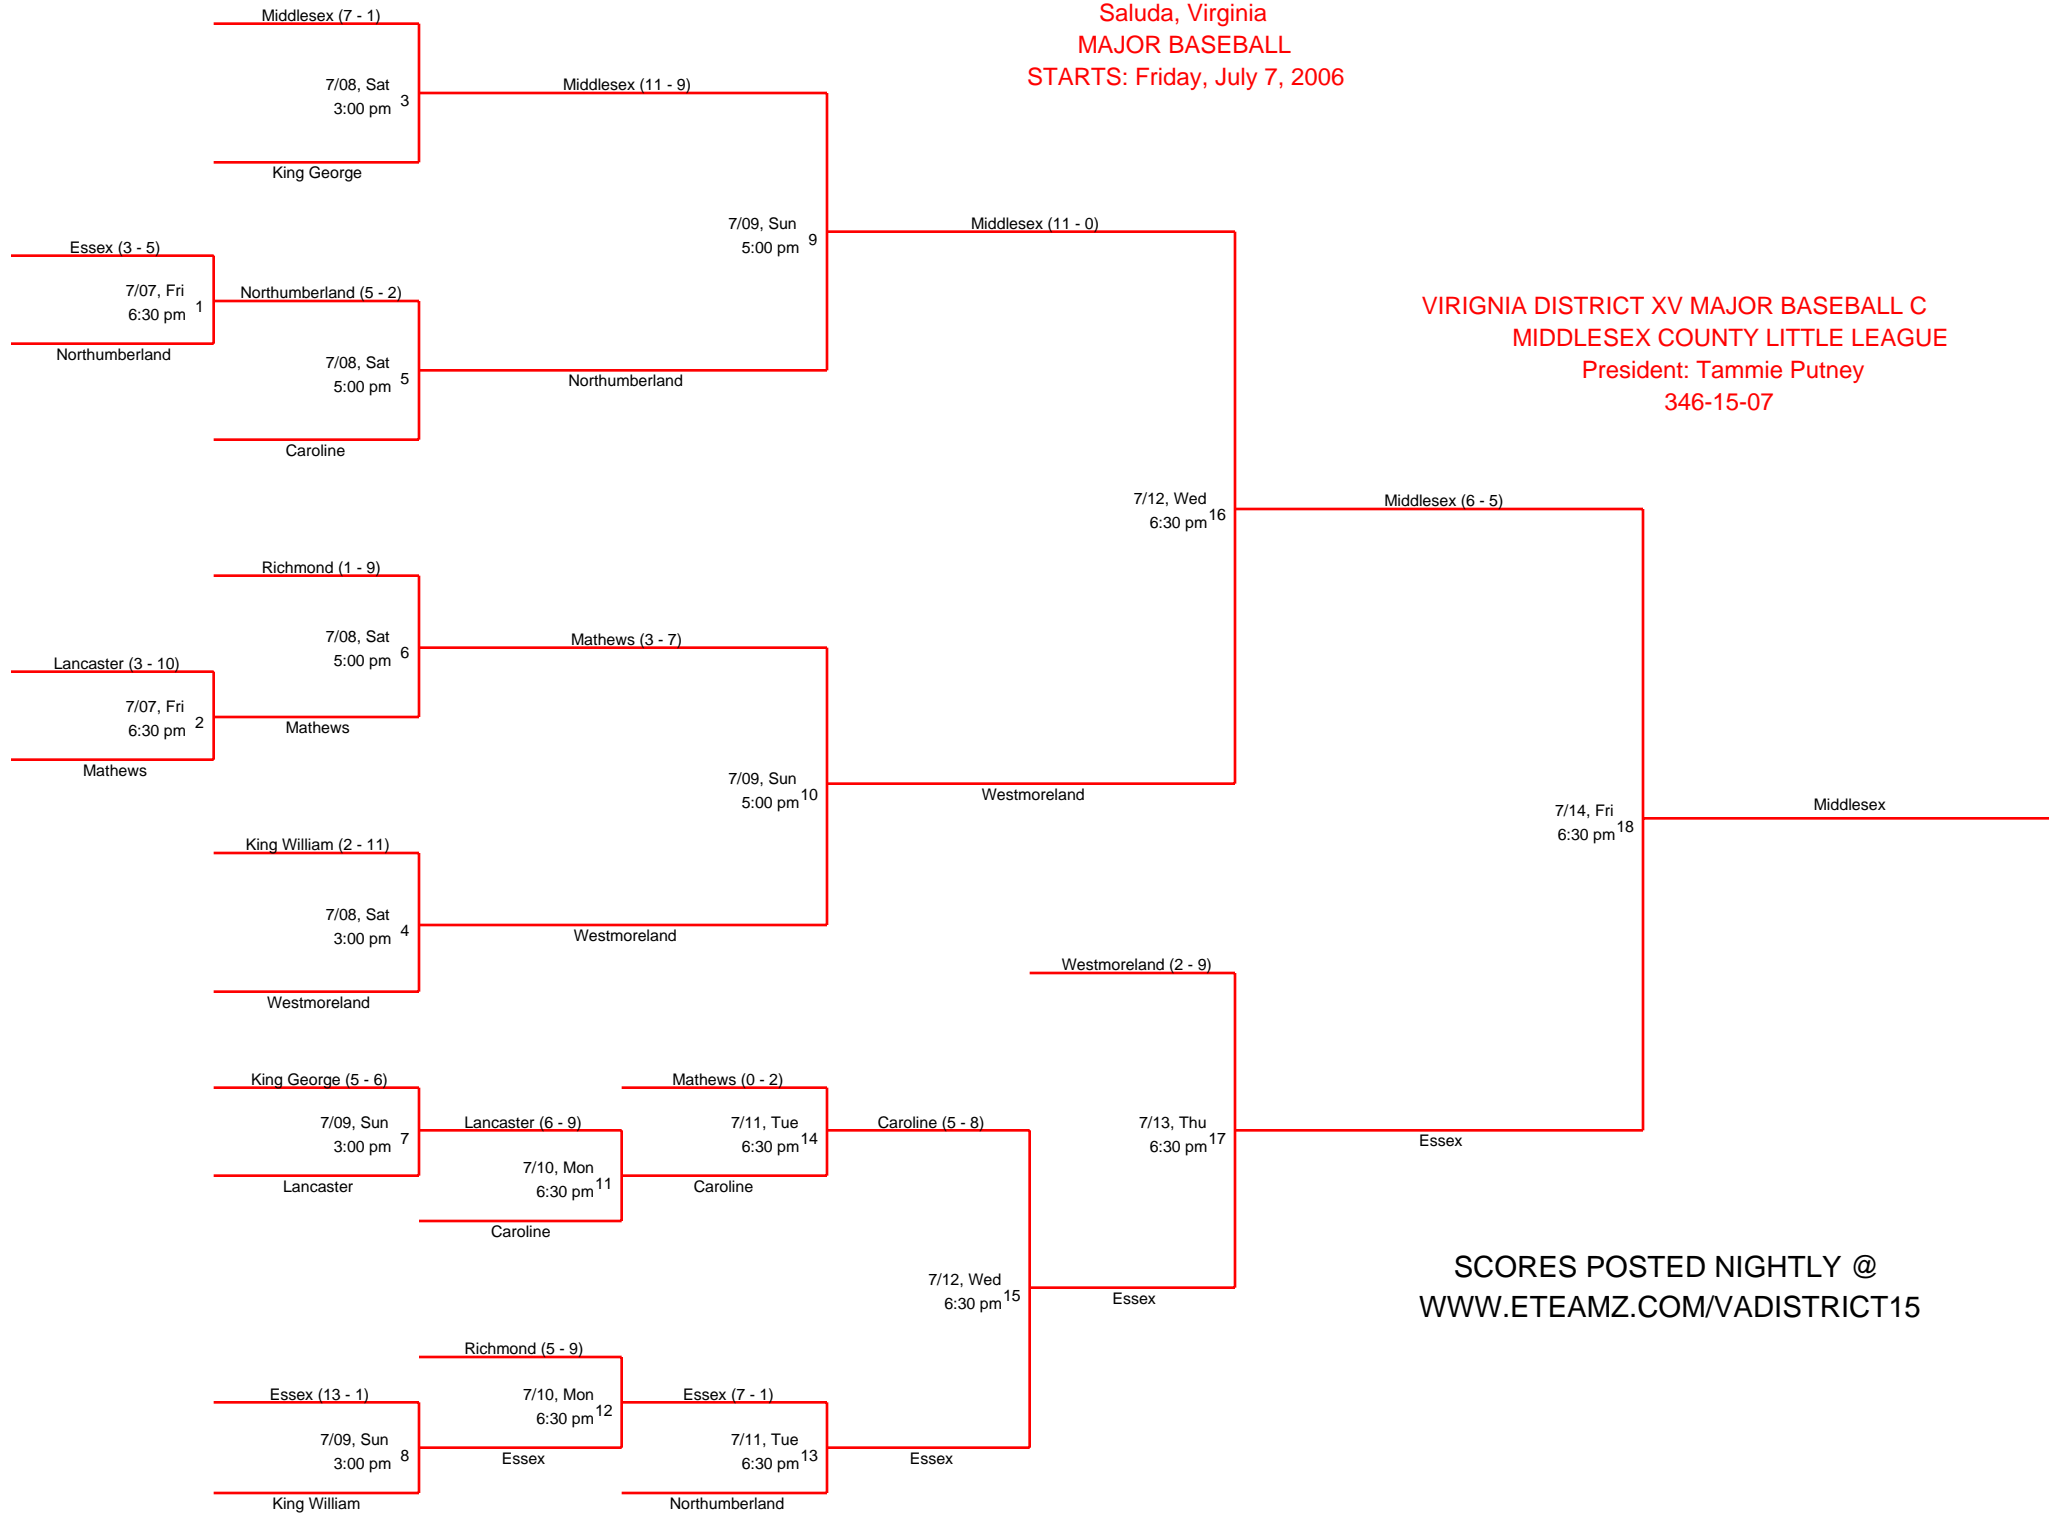 Saluda, Virginia
MAJOR BASEBALL
STARTS: Friday, July 7, 2006
VIRIGNIA DISTRICT XV MAJOR BASEBALL C
MIDDLESEX COUNTY LITTLE LEAGUE
President: Tammie Putney
346-15-07
Middlesex (7 - 1)
7/08, Sat
3:00 pm 3
King George
Middlesex (11 - 9)
Essex (3 - 5)
7/07, Fri
6:30 pm 1
Northumberland
Northumberland (5 - 2)
7/08, Sat
5:00 pm 5
Caroline
Northumberland
7/09, Sun
5:00 pm 9
Middlesex (11 - 0)
Richmond (1 - 9)
7/08, Sat
5:00 pm 6
Mathews
Lancaster (3 - 10)
7/07, Fri
6:30 pm 2
Mathews
Mathews (3 - 7)
7/09, Sun
5:00 pm 10
Westmoreland
King William (2 - 11)
7/08, Sat
3:00 pm 4
Westmoreland
Westmoreland
7/12, Wed
6:30 pm 16
Middlesex (6 - 5)
7/14, Fri
6:30 pm 18
Middlesex
Westmoreland (2 - 9)
7/13, Thu
6:30 pm 17
Essex
King George (5 - 6)
7/09, Sun
3:00 pm 7
Lancaster
Lancaster (6 - 9)
7/10, Mon
6:30 pm 11
Caroline
Mathews (0 - 2)
7/11, Tue
6:30 pm 14
Caroline
Caroline (5 - 8)
7/12, Wed
6:30 pm 15
Essex
Richmond (5 - 9)
7/10, Mon
6:30 pm 12
Essex
Essex (13 - 1)
7/09, Sun
3:00 pm 8
King William
Essex (7 - 1)
7/11, Tue
6:30 pm 13
Northumberland
Essex
SCORES POSTED NIGHTLY @
WWW.ETEAMZ.COM/VADISTRICT15